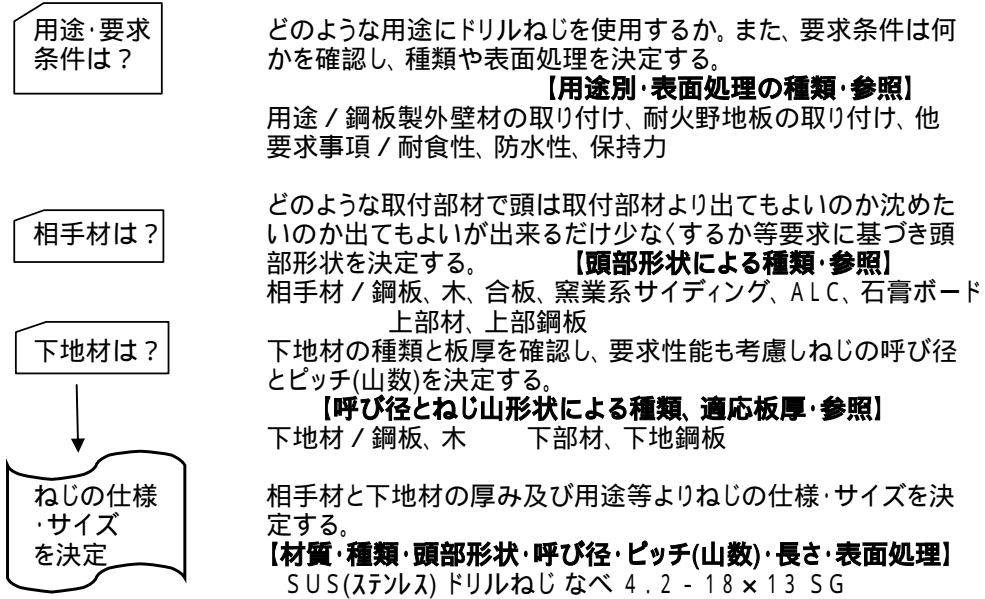 用途・要求
条件は?
どのような用途にドリルねじを使用するか。また、要求条件は何
かを確認し、種類や表面処理を決定する。
【用途別・表面処理の種類・参照】
用途/鋼板製外壁材の取り付け、耐火野地板の取り付け、他
要求事項/耐食性、防水性、保持力
相手材は?
どのような取付部材で頭は取付部材より出てもよいのか沈めた
いのか出てもよいが出来るだけ少なくするか等要求に基づき頭
部形状を決定する。 【頭部形状による種類・参照】
相手材/鋼板、木、合板、窯業系サイディング、ALC、石膏ボード
上部材、上部鋼板
下地材は?
下地材の種類と板厚を確認し、要求性能も考慮しねじの呼び径
とピッチ(山数)を決定する。
【呼び径とねじ山形状による種類、適応板厚・参照】
下地材/鋼板、木 下部材、下地鋼板
ねじの仕様
・サイズ
を決定
相手材と下地材の厚み及び用途等よりねじの仕様・サイズを決
定する。
【材質・種類・頭部形状・呼び径・ピッチ(山数)・長さ・表面処理】
SUS(ステンレス) ドリルねじ なべ 4.2-18×13 SG